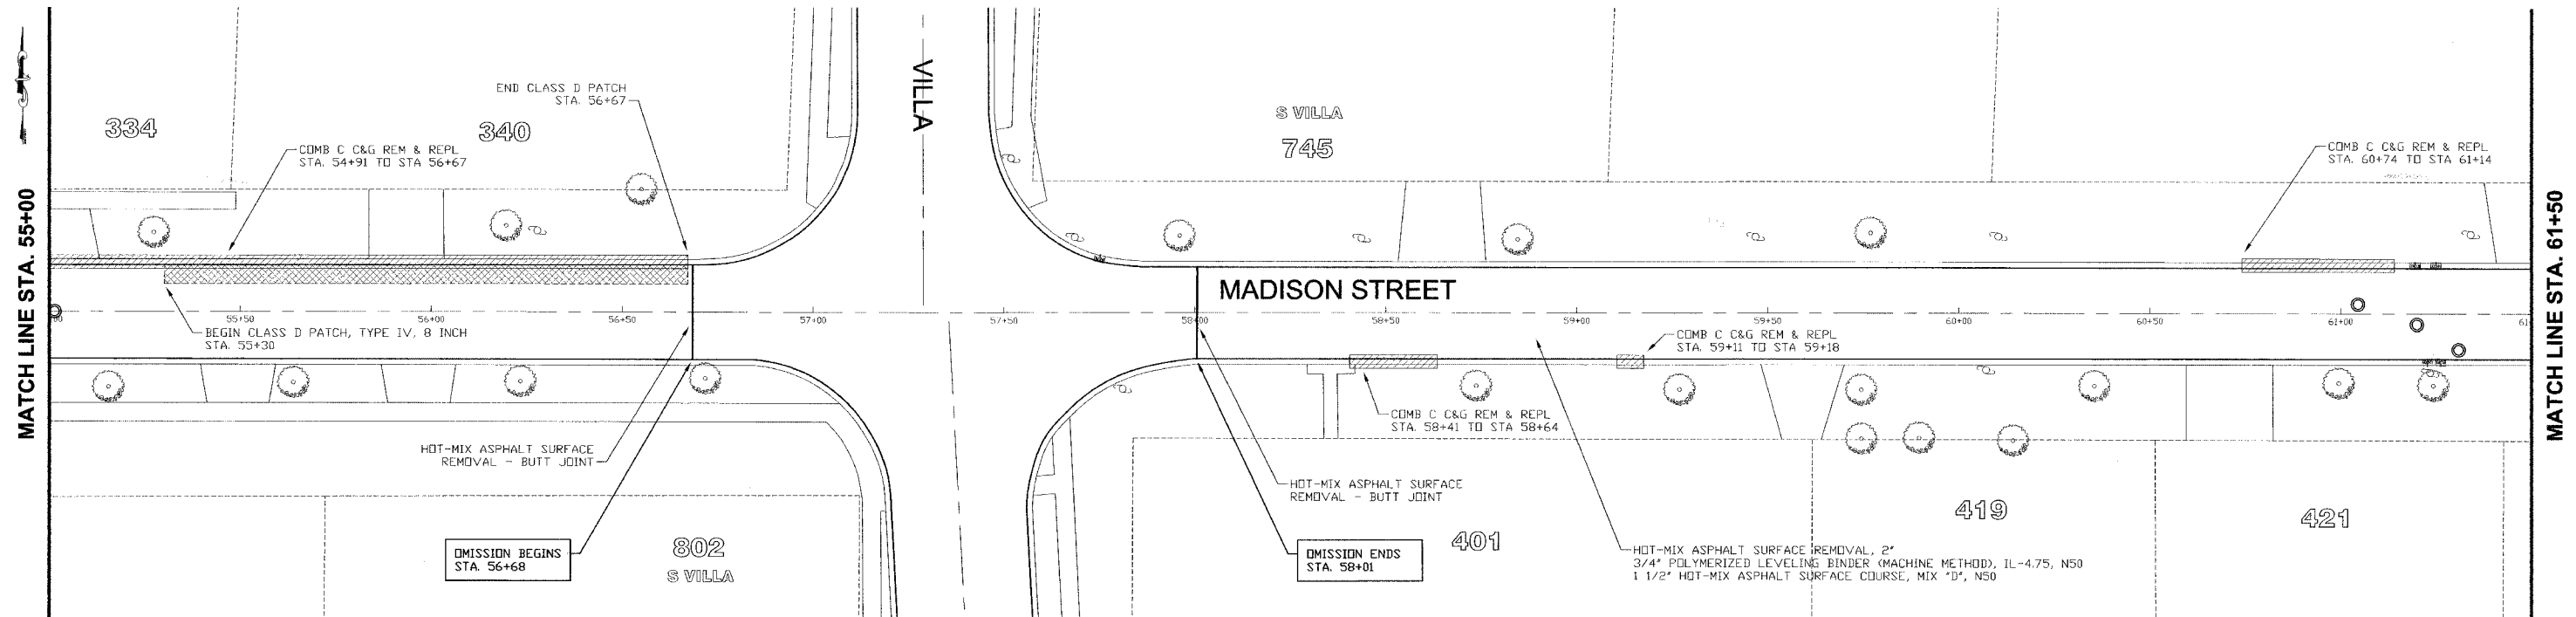 MATCH LINE STA. 55+00
334
340
END CLASS D PATCH
STA. 56+67
COMB C C&G REM & REPL
STA. 54+91 TO STA 56+67
VILLA
S VILLA
745
COMB C C&G REM & REPL
STA. 60+74 TO STA 61+14
MATCH LINE STA. 61+50
MADISON STREET
55+50
56+00
56+50
57+00
57+50
58+00
58+50
59+00
59+50
60+00
60+50
61+00
BEGIN CLASS D PATCH, TYPE IV, 8 INCH
STA. 55+30
COMB C C&G REM & REPL
STA. 59+11 TO STA 59+18
COMB C C&G REM & REPL
STA. 58+41 TO STA 58+64
HOT-MIX ASPHALT SURFACE
REMOVAL - BUTT JOINT
HOT-MIX ASPHALT SURFACE
REMOVAL - BUTT JOINT
OMISSION BEGINS
STA. 56+68
802
S VILLA
OMISSION ENDS
STA. 58+01
401
419
421
HOT-MIX ASPHALT SURFACE REMOVAL, 2"
3/4" POLYMERIZED LEVELING BINDER (MACHINE METHOD), IL-4.75, N50
1 1/2" HOT-MIX ASPHALT SURFACE COURSE, MIX "D", N50